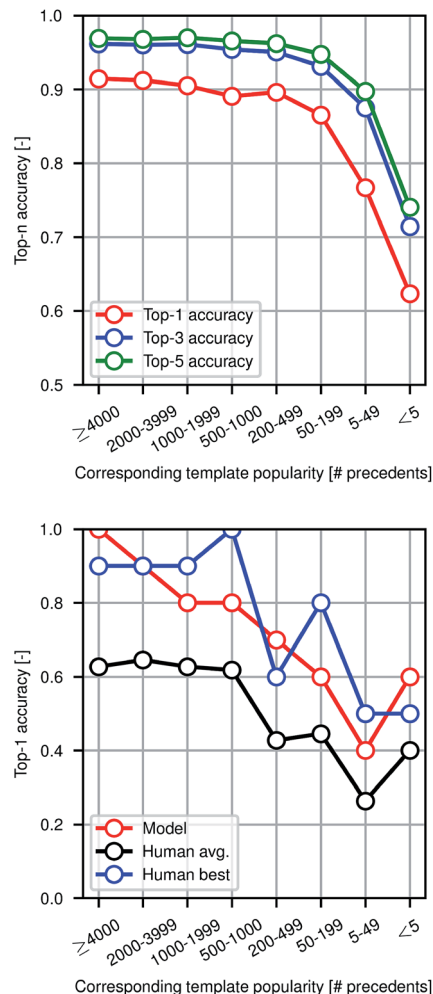 1.0
0.9
0.8
0.7
0.6
0.5
Top-n accuracy [-]
Top-1 accuracy
Top-3 accuracy
Top-5 accuracy
≥4000
2000-3999
1000-1999
500-1000
200-499
50-199
5-49
<5
Corresponding template popularity [# precedents]
1.0
0.8
0.6
0.4
0.2
0.0
Top-1 accuracy [-]
Model
Human avg.
Human best
≥4000
2000-3999
1000-1999
500-1000
200-499
50-199
5-49
<5
Corresponding template popularity [# precedents]